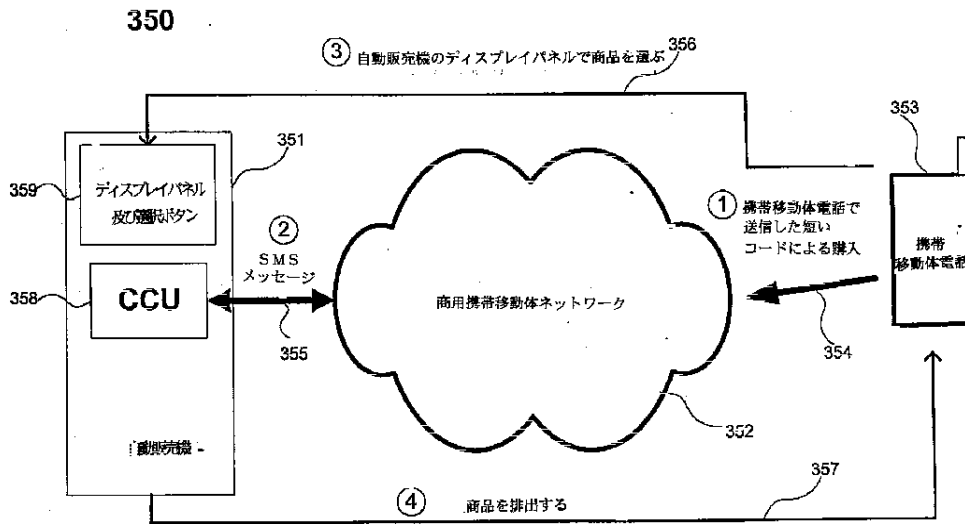 350
③ 自動販売機のディスプレイパネルで商品を選ぶ
356
353
351
359
ディスプレイパネル
及び選択ボタン
① 携帯移動体電話で
送信した短い
コードによる購入
携帯
移動体電話
②
SMS
メッセージ
358
CCU
商用携帯移動体ネットワーク
355
354
352
動販売機
357
④ 商品を排出する